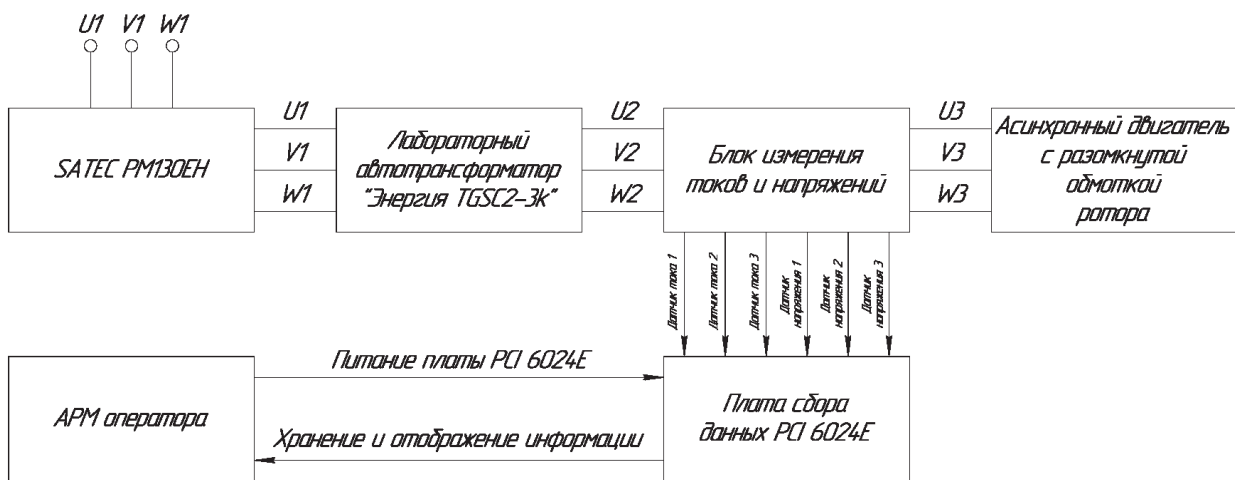 U1 V1 W1
SATEC PM130EH
U1
V1
W1
Лабораторный
автотрансформатор
"Энергия TGSC2-3k"
U2
V2
W2
Блок измерения
токов и напряжений
U3
V3
W3
Асинхронный двигатель
с разомкнутой
обмоткой
ротора
Датчик тока 1
Датчик тока 2
Датчик тока 3
Датчик
напряжения 1
Датчик
напряжения 2
Датчик
напряжения 3
АРМ оператора
Питание платы PCI 6024E
Хранение и отображение информации
Плата сбора
данных PCI 6024E